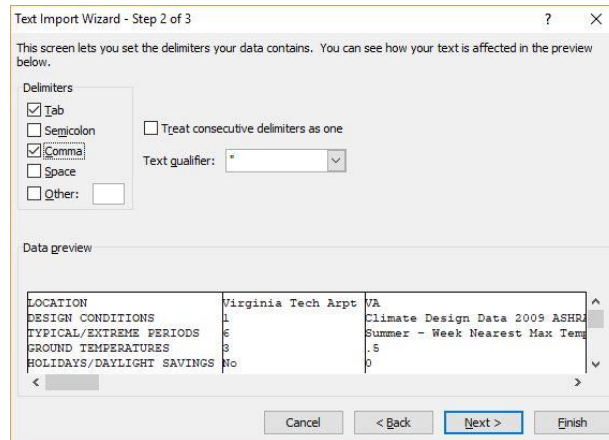 Text Import Wizard - Step 2 of 3 ? ×
This screen lets you set the delimiters your data contains. You can see how your text is affected in the preview
below.
Delimiters
Tab
Semicolon
Comma
Space
Other:
Treat consecutive delimiters as one
Text qualifier: "
Data preview
LOCATION Virginia Tech Arpt VA
DESIGN CONDITIONS 1 Climate Design Data 2009 ASHRA
TYPICAL/EXTREME PERIODS 6 Summer - Week Nearest Max Temp
GROUND TEMPERATURES 3 .5
HOLIDAYS/DAYLIGHT SAVINGS No 0
Cancel < Back Next > Finish